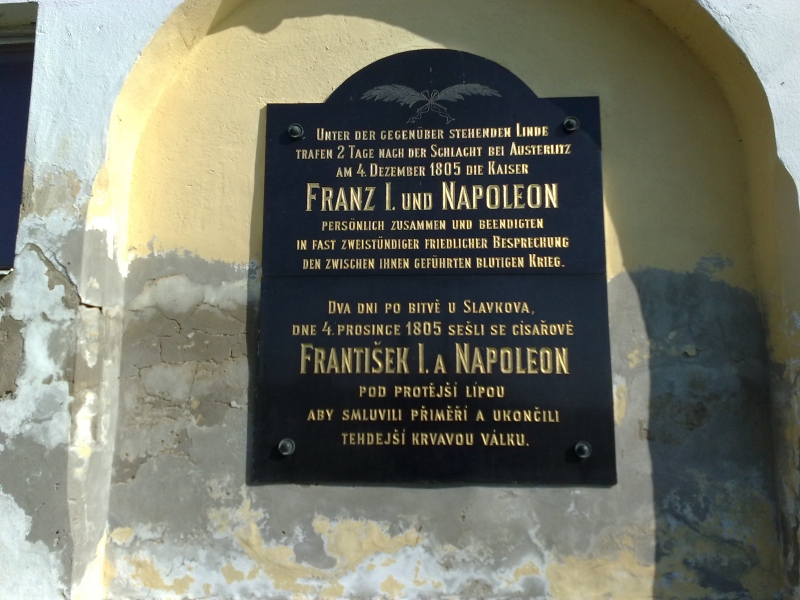 Unter der gegenüber stehenden Linde
trafen 2 Tage nach der Schlacht bei Austerlitz
am 4. Dezember 1805 die Kaiser
Franz I. und Napoleon
persönlich zusammen und beendigten
in fast zweistündiger friedlicher Besprechung
den zwischen ihnen geführten blutigen Krieg.
Dva dni po bitvě u Slavkova,
dne 4. prosince 1805 sešli se císařové
František I. a Napoleon
pod protější lípou
aby smluvili příměří a ukončili
tehdejší krvavou válku.